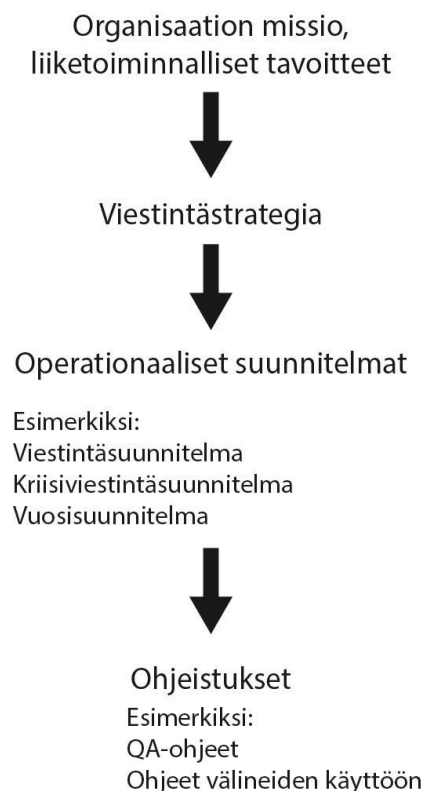 Organisaation missio,
liiketoiminnalliset tavoitteet
Viestintästrategia
Operationaaliset suunnitelmat
Esimerkiksi:
Viestintäsuunnitelma
Kriisiviestintäsuunnitelma
Vuosisuunnitelma
Ohjeistukset
Esimerkiksi:
QA-ohjeet
Ohjeet välineiden käyttöön